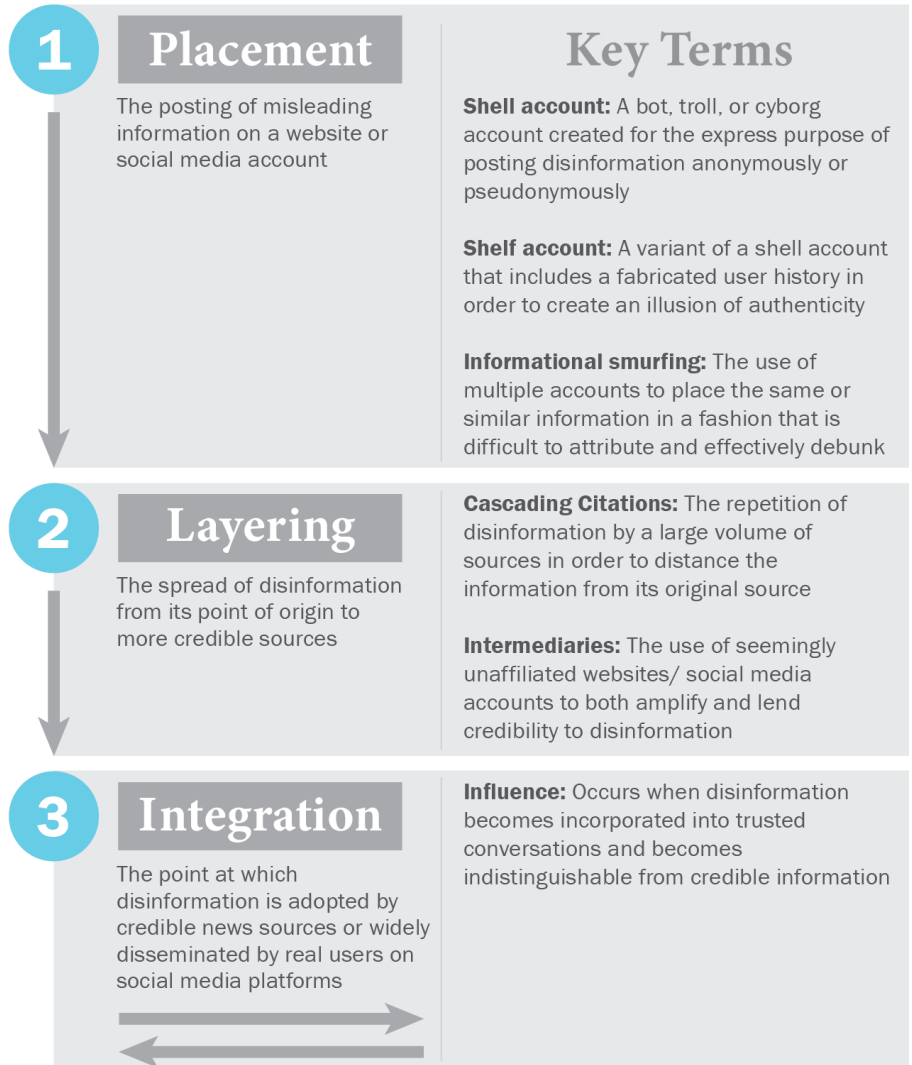 1
Placement
The posting of misleading
information on a website or
social media account
Key Terms
Shell account: A bot, troll, or cyborg
account created for the express purpose of
posting disinformation anonymously or
pseudonymously
Shelf account: A variant of a shell account
that includes a fabricated user history in
order to create an illusion of authenticity
Informational smurfing: The use of
multiple accounts to place the same or
similar information in a fashion that is
difficult to attribute and effectively debunk
2
Layering
The spread of disinformation
from its point of origin to
more credible sources
Cascading Citations: The repetition of
disinformation by a large volume of
sources in order to distance the
information from its original source
Intermediaries: The use of seemingly
unaffiliated websites/ social media
accounts to both amplify and lend
credibility to disinformation
3
Integration
The point at which
disinformation is adopted by
credible news sources or widely
disseminated by real users on
social media platforms
Influence: Occurs when disinformation
becomes incorporated into trusted
conversations and becomes
indistinguishable from credible information